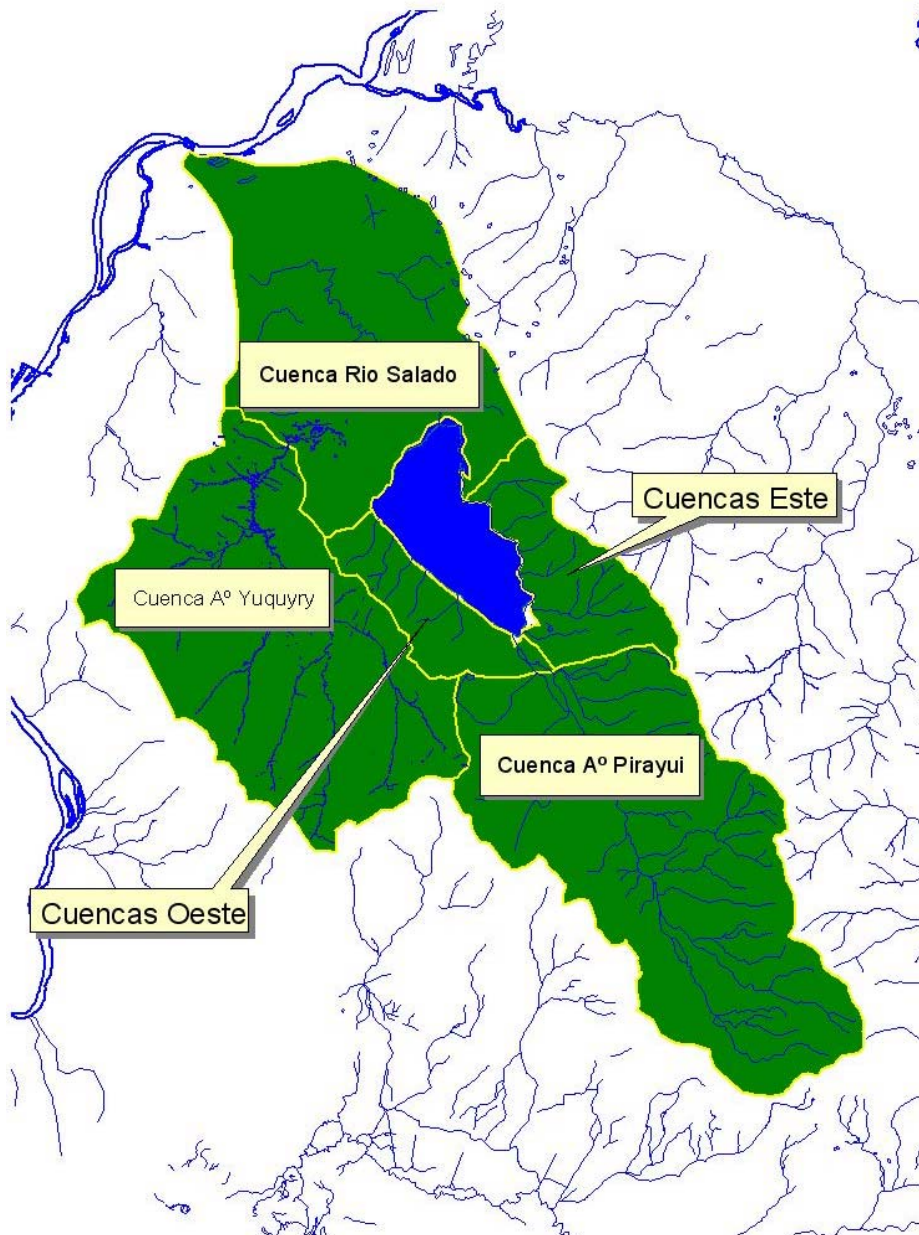 Cuenca Rio Salado
Cuencas Este
Cuenca Aº Yuquyry
Cuenca Aº Pirayui
Cuencas Oeste